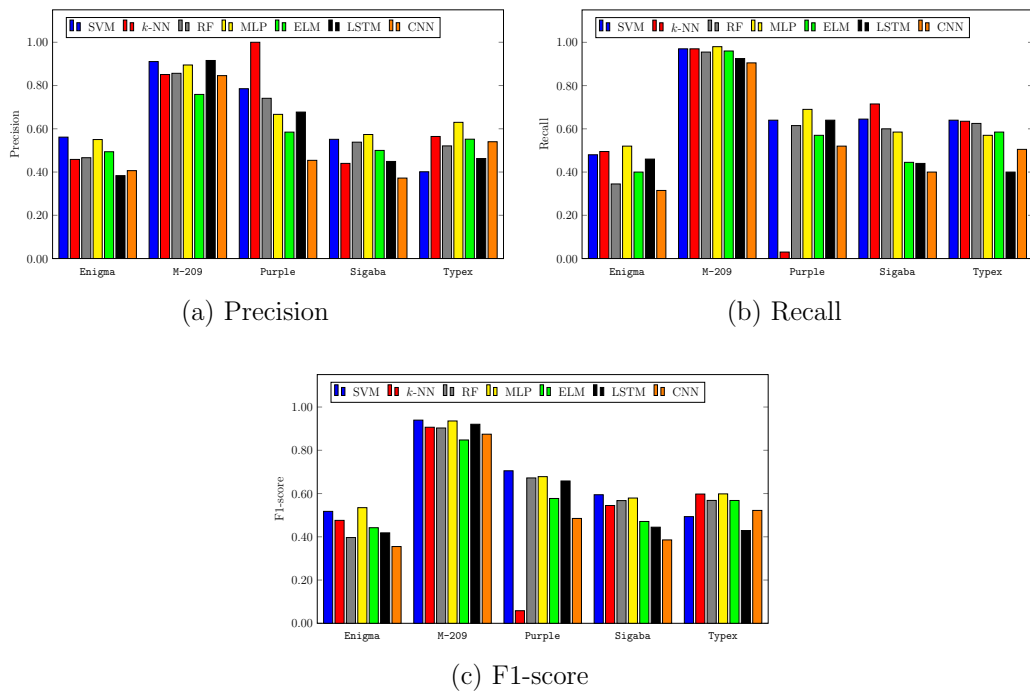 SVM k-NN RF MLP ELM LSTM CNN
1.00
0.80
0.60
0.40
0.20
0.00
Precision
Enigma M-209 Purple Sigaba Typex
(a) Precision
SVM k-NN RF MLP ELM LSTM CNN
1.00
0.80
0.60
0.40
0.20
0.00
Recall
Enigma M-209 Purple Sigaba Typex
(b) Recall
SVM k-NN RF MLP ELM LSTM CNN
1.00
0.80
0.60
0.40
0.20
0.00
F1-score
Enigma M-209 Purple Sigaba Typex
(c) F1-score